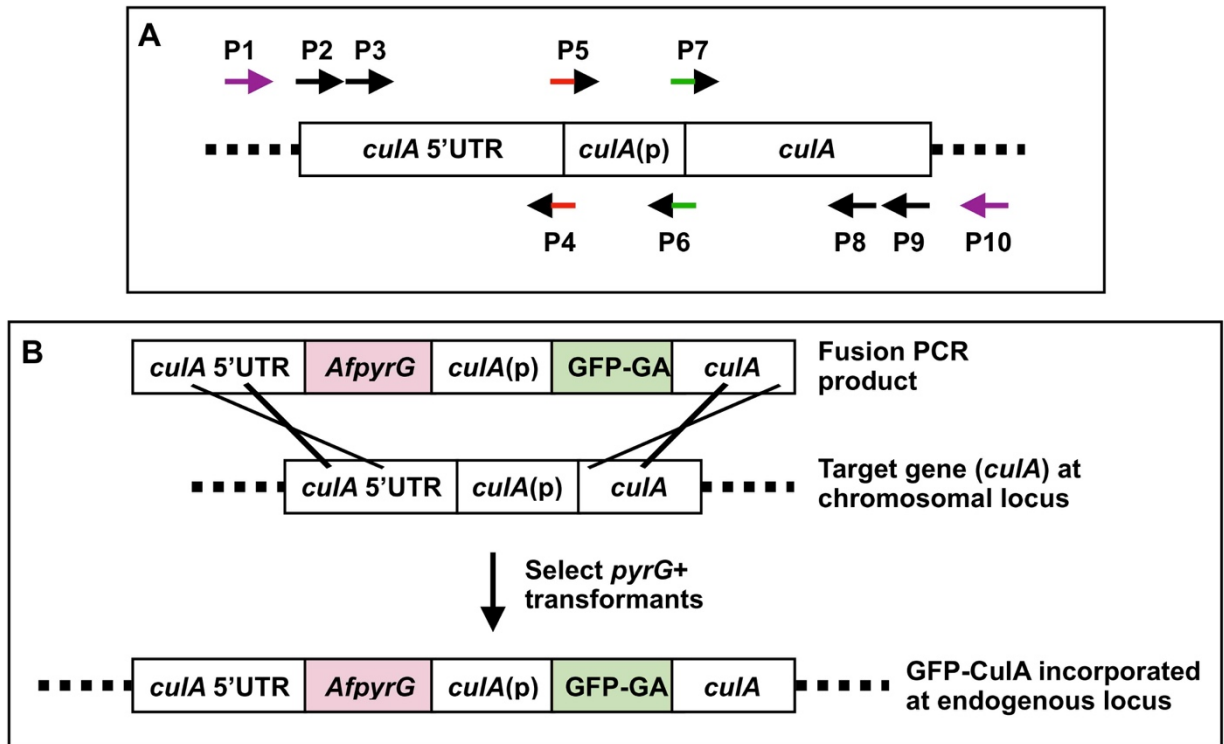 A
P1 P2 P3 P5 P7
culA 5’UTR culA(p) culA
P4 P6 P8 P9 P10
B
culA 5’UTR AfpyrG culA(p) GFP-GA culA
Fusion PCR
product
culA 5’UTR culA(p) culA
Target gene (culA) at
chromosomal locus
Select pyrG+
transformants
culA 5’UTR AfpyrG culA(p) GFP-GA culA
GFP-CulA incorporated
at endogenous locus